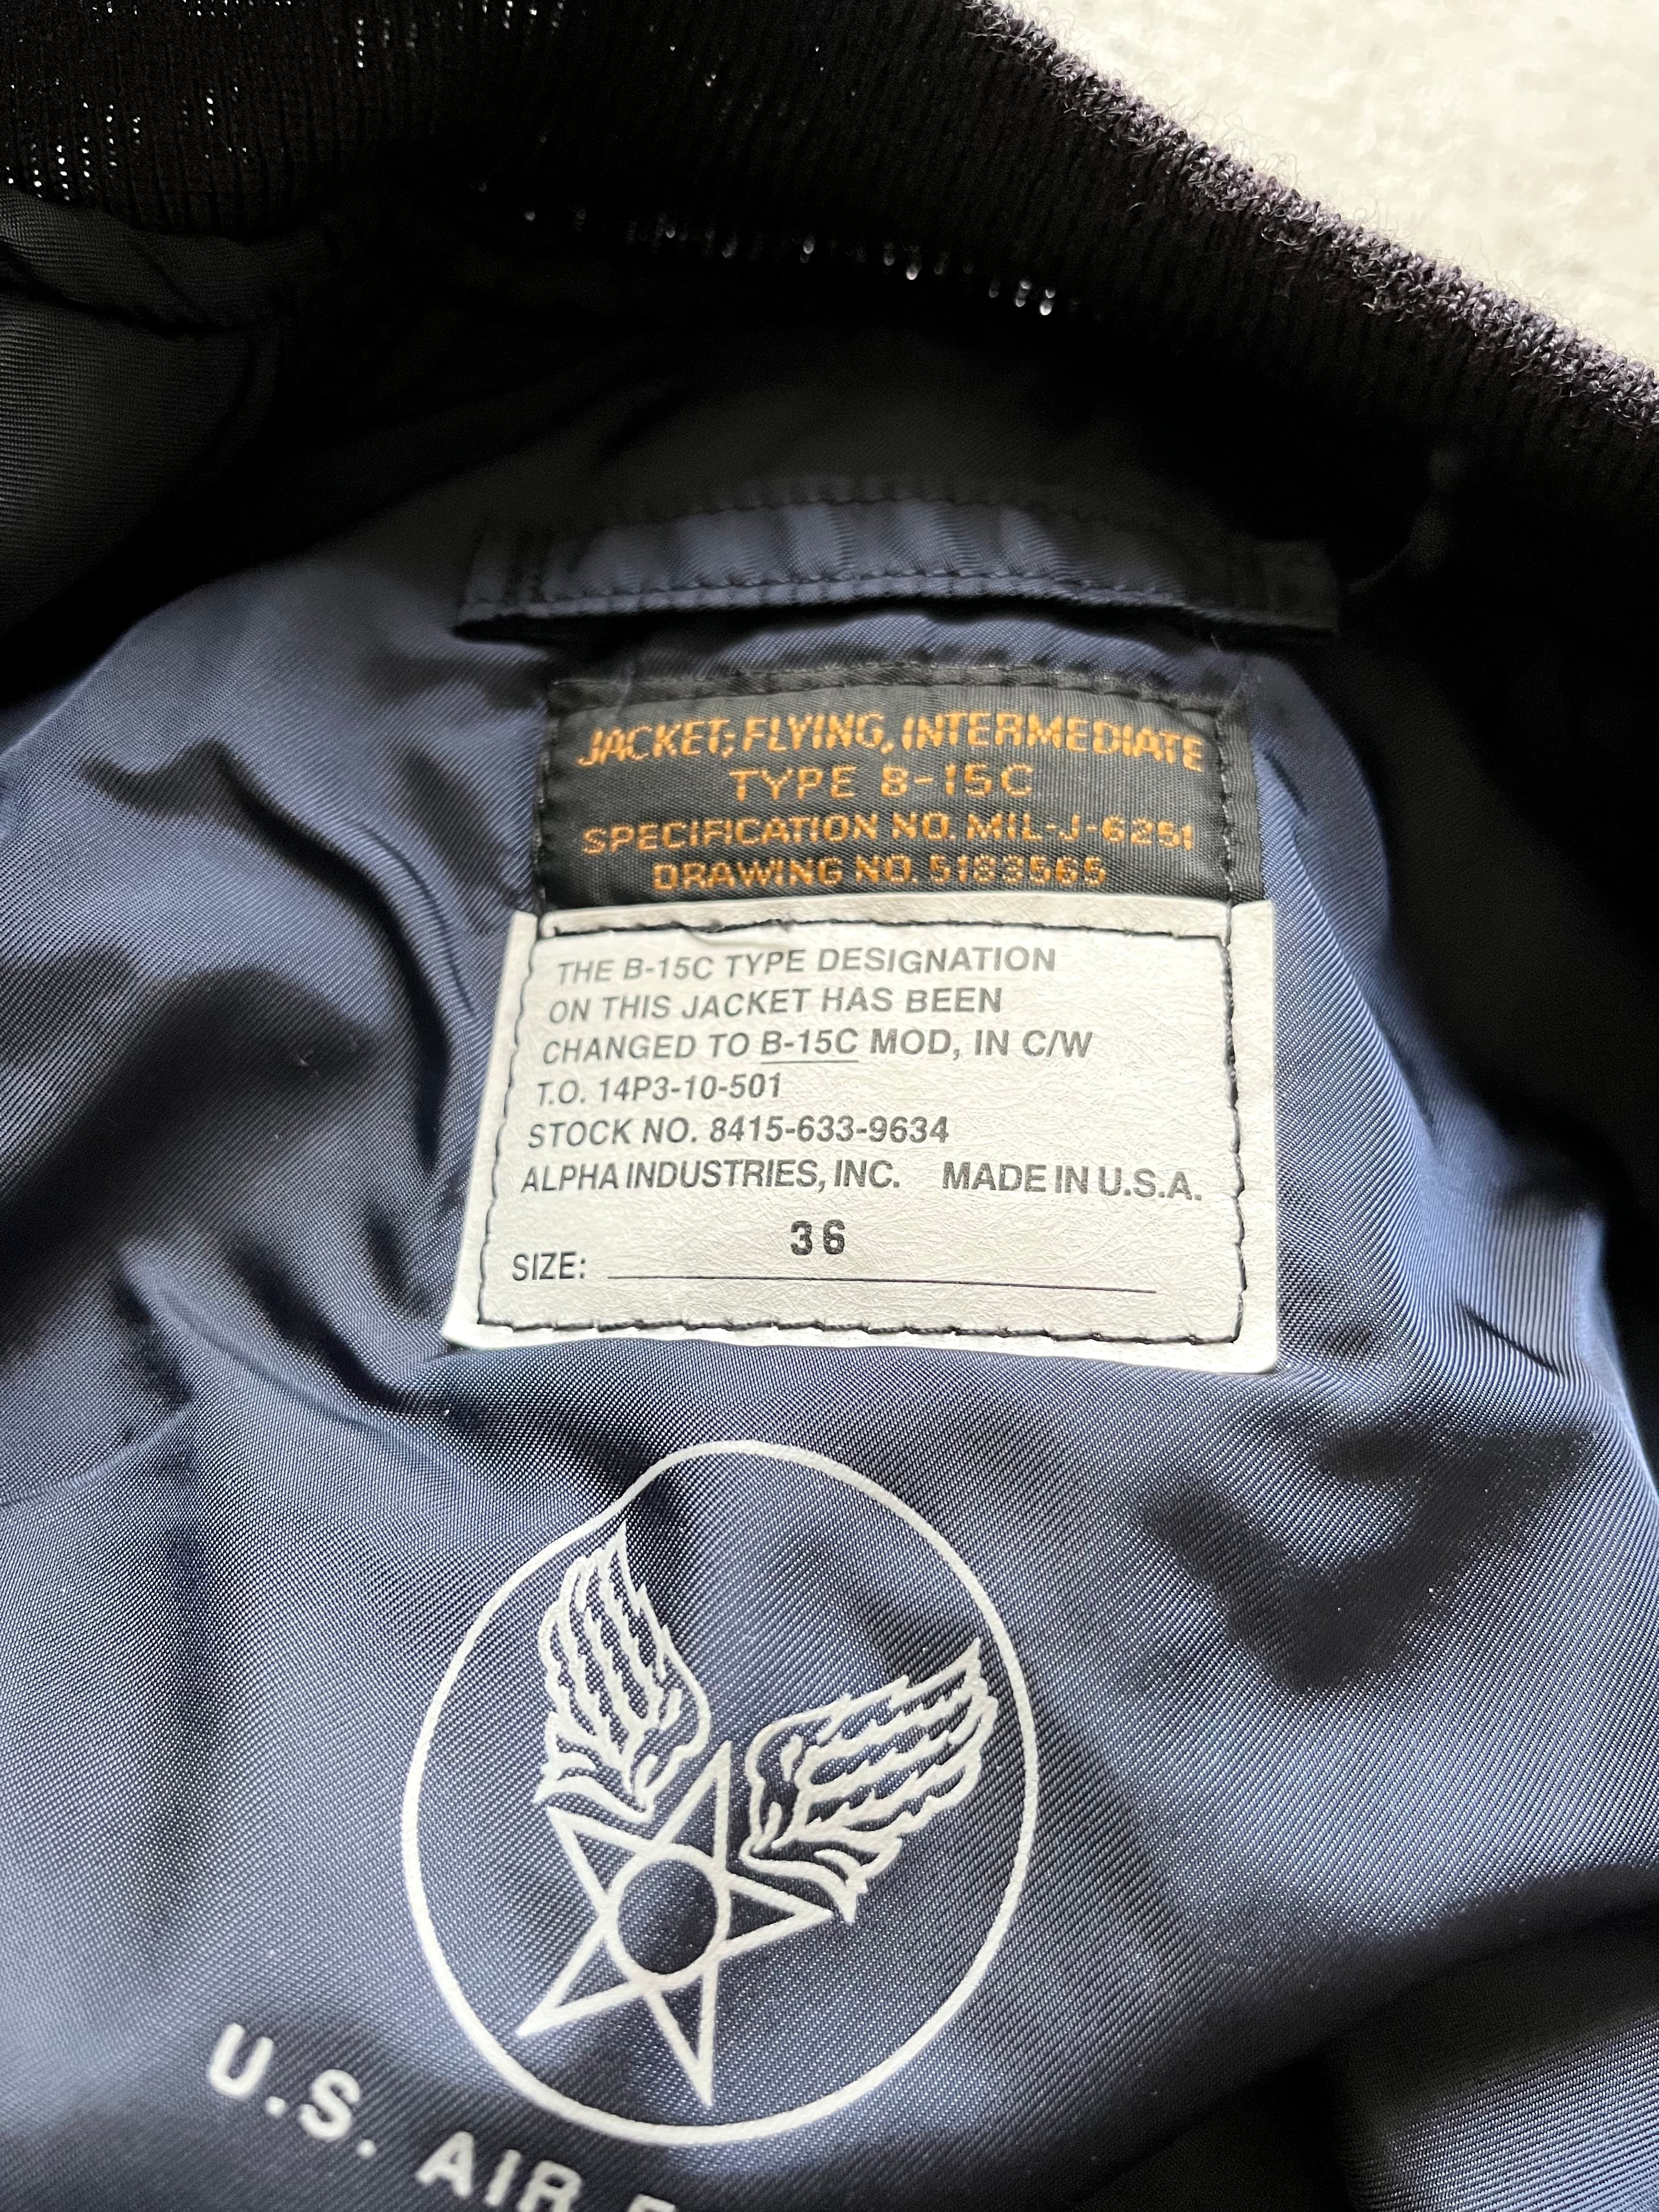 JACKET; FLYING, INTERMEDIATE
TYPE B-15C
SPECIFICATION NO. MIL-J-6251
DRAWING NO. 5183565
THE B-15C TYPE DESIGNATION
ON THIS JACKET HAS BEEN
CHANGED TO B-15C MOD, IN C/W
T.O. 14P3-10-501
STOCK NO. 8415-633-9634
ALPHA INDUSTRIES, INC. MADE IN U.S.A.
36
SIZE:
U.S. AIR